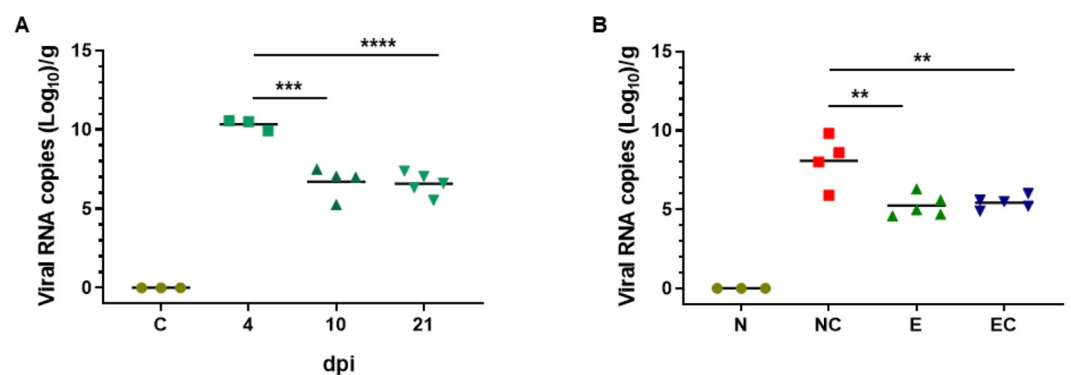 A
Viral RNA copies (Log10)/g
15
10
5
0
****
***
C 4 10 21
dpi
B
Viral RNA copies (Log10)/g
15
10
5
0
**
**
N NC E EC